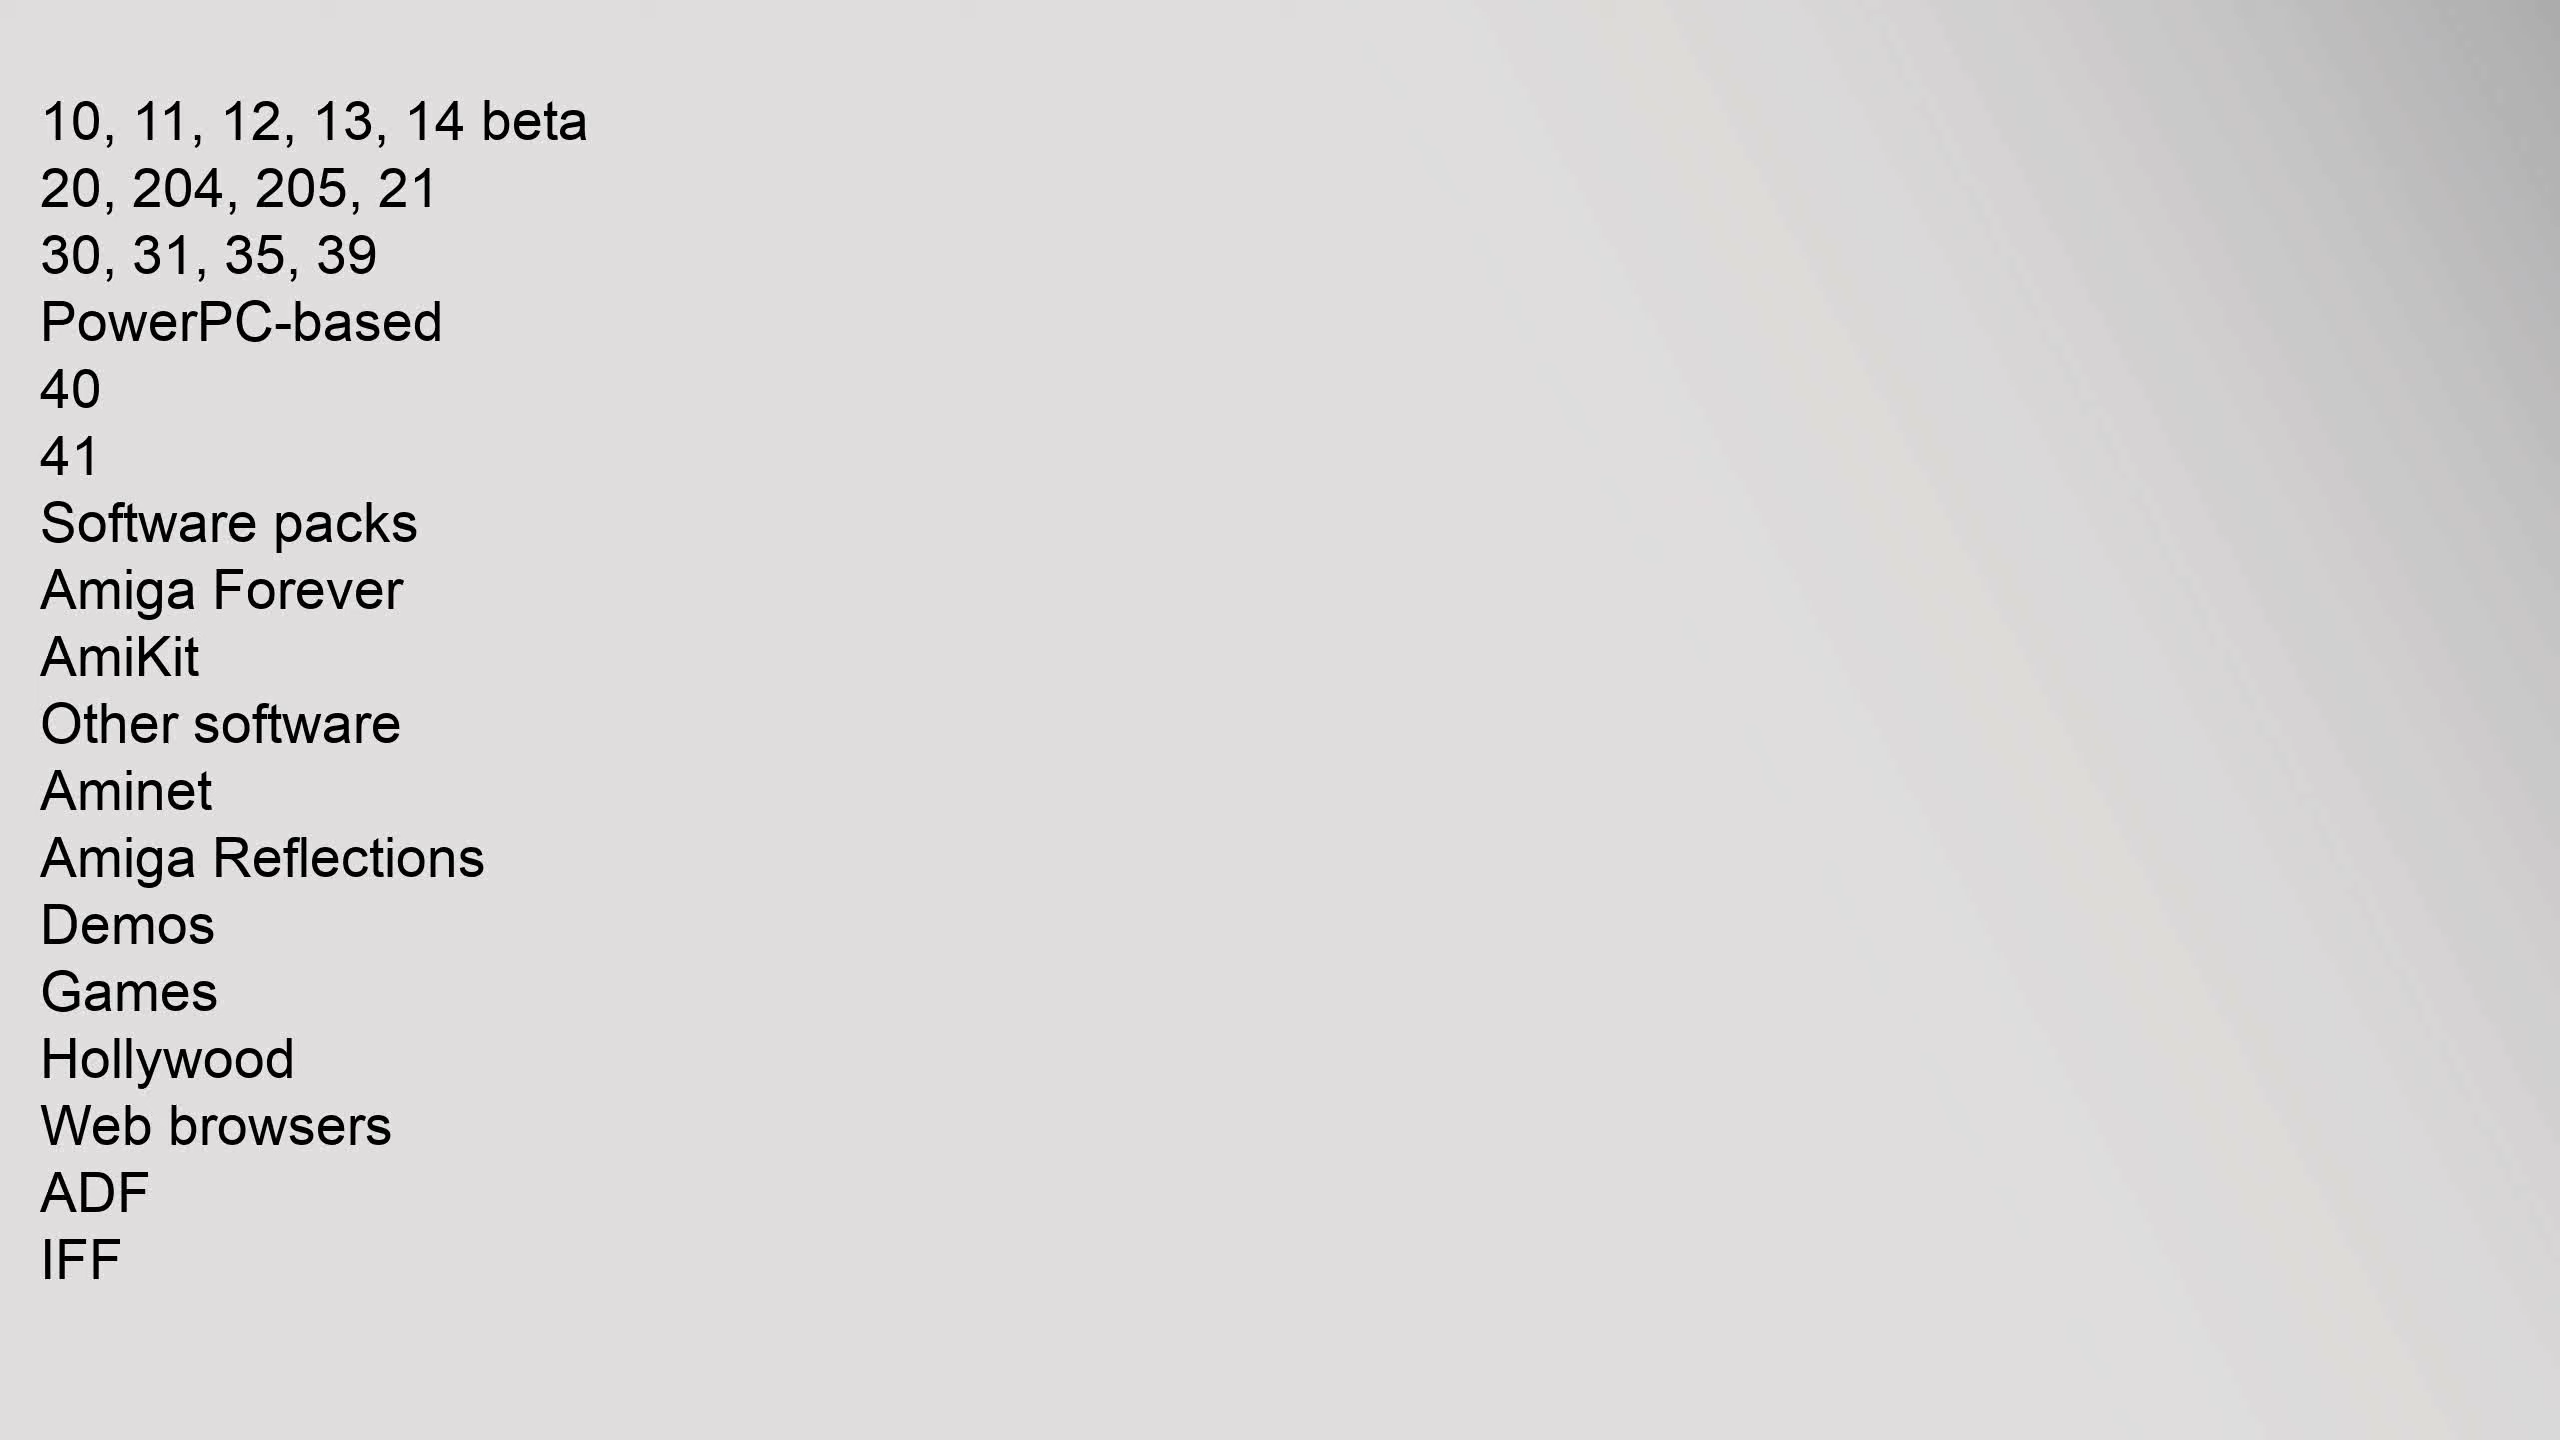 10, 11, 12, 13, 14 beta
20, 204, 205, 21
30, 31, 35, 39
PowerPC-based
40
41
Software packs
Amiga Forever
AmiKit
Other software
Aminet
Amiga Reflections
Demos
Games
Hollywood
Web browsers
ADF
IFF